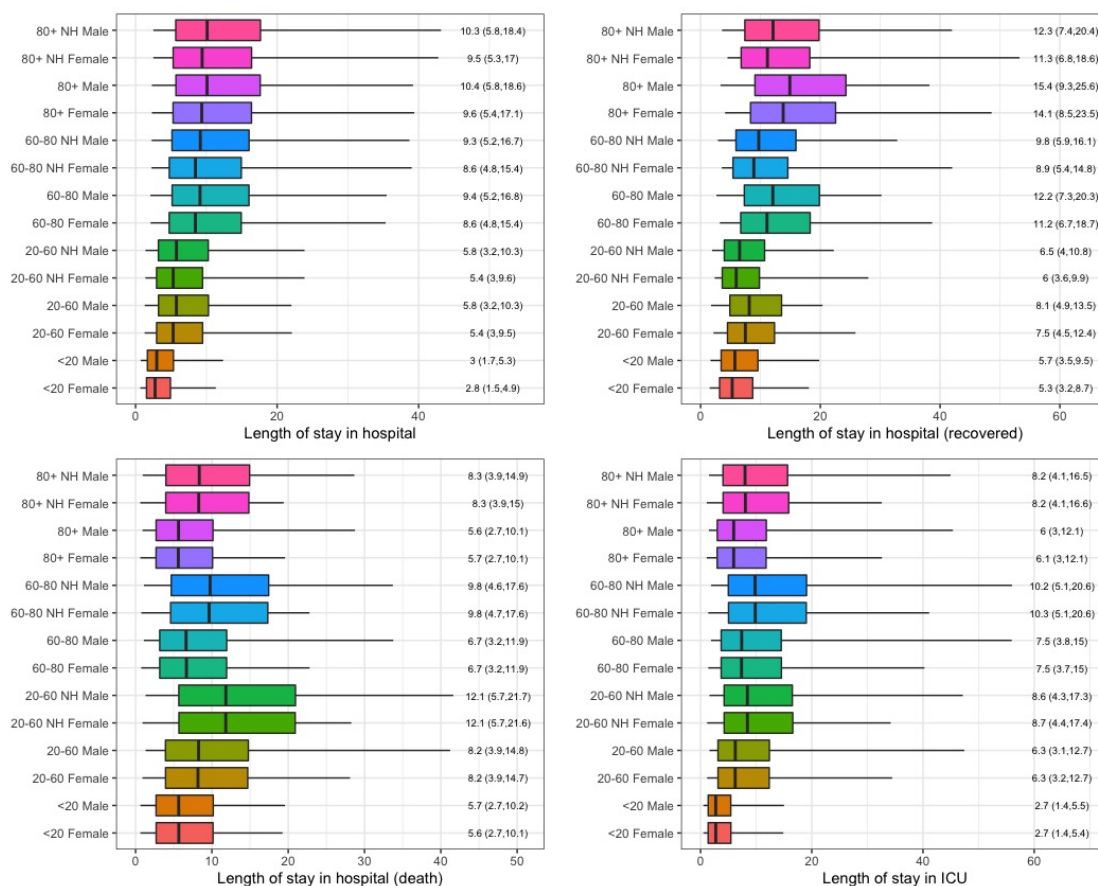 80+ NH Male 10.3 (5.8,18.4)
80+ NH Female 9.5 (5.3,17)
80+ Male 10.4 (5.8,18.6)
80+ Female 9.6 (5.4,17.1)
60-80 NH Male 9.3 (5.2,16.7)
60-80 NH Female 8.6 (4.8,15.4)
60-80 Male 9.4 (5.2,16.8)
60-80 Female 8.6 (4.8,15.4)
20-60 NH Male 5.8 (3.2,10.3)
20-60 NH Female 5.4 (3,9.6)
20-60 Male 5.8 (3.2,10.3)
20-60 Female 5.4 (3,9.5)
<20 Male 3 (1.7,5.3)
<20 Female 2.8 (1.5,4.9)
0 20 40
Length of stay in hospital
80+ NH Male 12.3 (7.4,20.4)
80+ NH Female 11.3 (6.8,18.6)
80+ Male 15.4 (9.3,25.6)
80+ Female 14.1 (8.5,23.5)
60-80 NH Male 9.8 (5.9,16.1)
60-80 NH Female 8.9 (5.4,14.8)
60-80 Male 12.2 (7.3,20.3)
60-80 Female 11.2 (6.7,18.7)
20-60 NH Male 6.5 (4,10.8)
20-60 NH Female 6 (3.6,9.9)
20-60 Male 8.1 (4.9,13.5)
20-60 Female 7.5 (4.5,12.4)
<20 Male 5.7 (3.5,9.5)
<20 Female 5.3 (3.2,8.7)
0 20 40 60
Length of stay in hospital (recovered)
80+ NH Male 8.3 (3.9,14.9)
80+ NH Female 8.3 (3.9,15)
80+ Male 5.6 (2.7,10.1)
80+ Female 5.7 (2.7,10.1)
60-80 NH Male 9.8 (4.6,17.6)
60-80 NH Female 9.8 (4.7,17.6)
60-80 Male 6.7 (3.2,11.9)
60-80 Female 6.7 (3.2,11.9)
20-60 NH Male 12.1 (5.7,21.7)
20-60 NH Female 12.1 (5.7,21.6)
20-60 Male 8.2 (3.9,14.8)
20-60 Female 8.2 (3.9,14.7)
<20 Male 5.7 (2.7,10.2)
<20 Female 5.6 (2.7,10.1)
0 10 20 30 40 50
Length of stay in hospital (death)
80+ NH Male 8.2 (4.1,16.5)
80+ NH Female 8.2 (4.1,16.6)
80+ Male 6 (3,12.1)
80+ Female 6.1 (3,12.1)
60-80 NH Male 10.2 (5.1,20.6)
60-80 NH Female 10.3 (5.1,20.6)
60-80 Male 7.5 (3.8,15)
60-80 Female 7.5 (3.7,15)
20-60 NH Male 8.6 (4.3,17.3)
20-60 NH Female 8.7 (4.4,17.4)
20-60 Male 6.3 (3.1,12.7)
20-60 Female 6.3 (3.2,12.7)
<20 Male 2.7 (1.4,5.5)
<20 Female 2.7 (1.4,5.4)
0 20 40 60
Length of stay in ICU